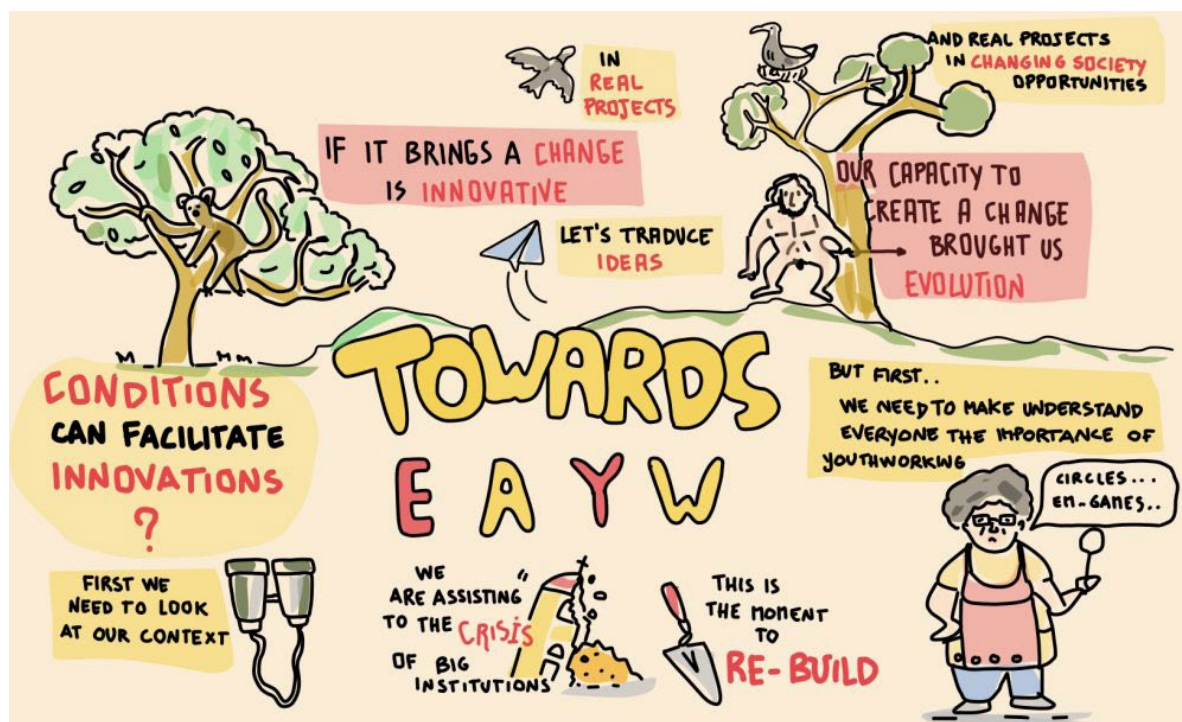 IN
REAL
PROJECTS
AND REAL PROJECTS
IN CHANGING SOCIETY
OPPORTUNITIES
IF IT BRINGS A CHANGE
IS INNOVATIVE
OUR CAPACITY TO
CREATE A CHANGE
BROUGHT US
EVOLUTION
LET'S TRADUCE
IDEAS
TOWARDS
E A Y W
CONDITIONS
CAN FACILITATE
INNOVATIONS
?
BUT FIRST..
WE NEED TO MAKE UNDERSTAND
EVERYONE THE IMPORTANCE OF
YOUTHWORKING
CIRCLES...
EN-GAMES..
FIRST WE
NEED TO LOOK
AT OUR CONTEXT
WE
ARE ASSISTING
TO THE CRISIS
OF BIG
INSTITUTIONS
THIS IS
THE MOMENT
TO
RE-BUILD